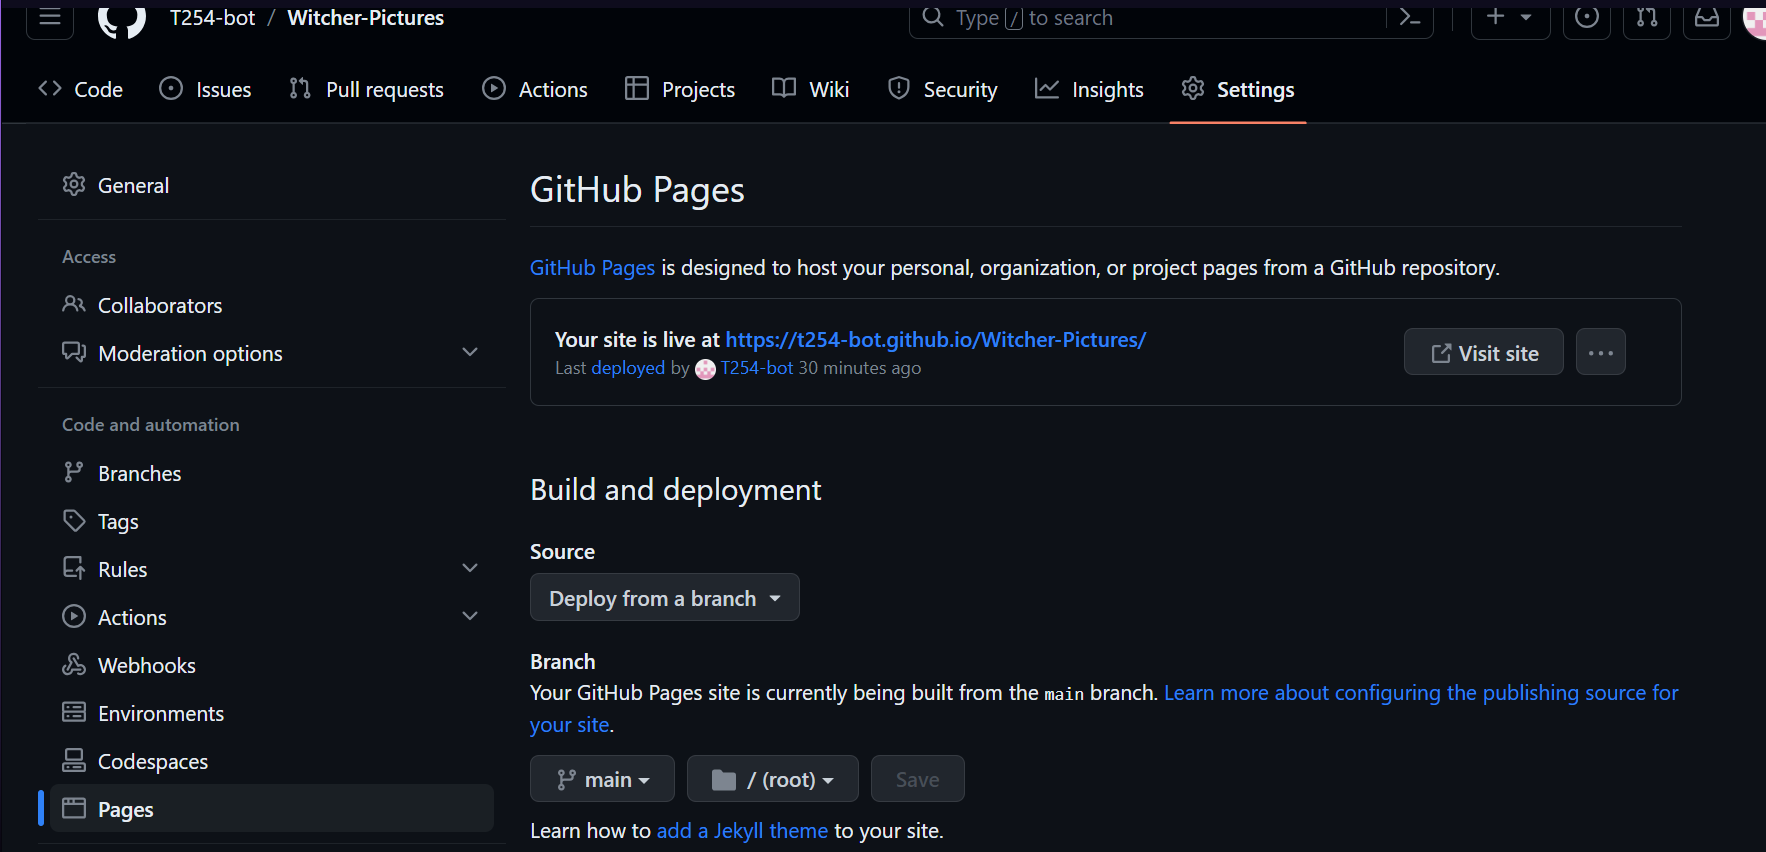 T254-bot / Witcher-Pictures
Type / to search
Code Issues Pull requests Actions Projects Wiki Security Insights Settings
General
Access
Collaborators
Moderation options
Code and automation
Branches
Tags
Rules
Actions
Webhooks
Environments
Codespaces
Pages
GitHub Pages
GitHub Pages is designed to host your personal, organization, or project pages from a GitHub repository.
Your site is live at https://t254-bot.github.io/Witcher-Pictures/
Last deployed by T254-bot 30 minutes ago
Visit site
Build and deployment
Source
Deploy from a branch
Branch
Your GitHub Pages site is currently being built from the main branch. Learn more about configuring the publishing source for
your site.
main / (root) Save
Learn how to add a Jekyll theme to your site.